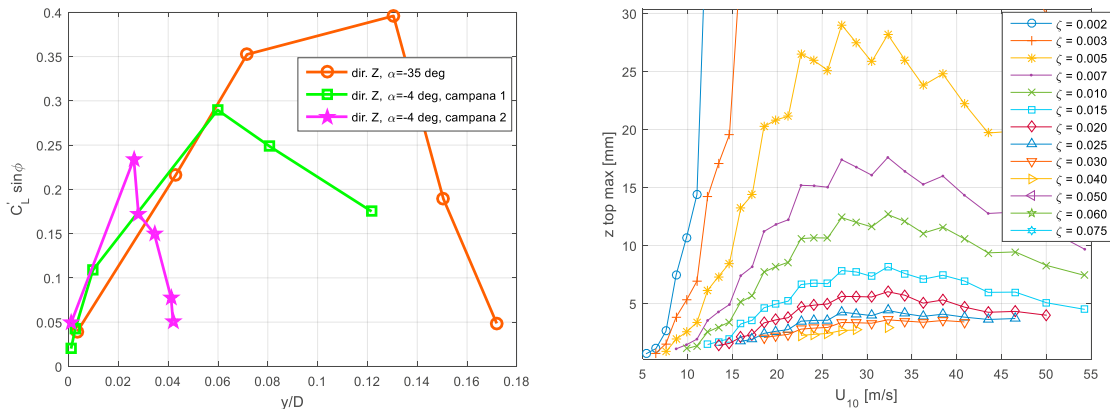 0.4
0.35
0.3
0.25
0.2
0.15
0.1
0.05
0
C'L sinϕ
0 0.02 0.04 0.06 0.08 0.1 0.12 0.14 0.16 0.18
y/D
dir. Z, α=-35 deg
dir. Z, α=-4 deg, campana 1
dir. Z, α=-4 deg, campana 2
30
25
20
15
10
5
z top max [mm]
5 10 15 20 25 30 35 40 45 50 55
U10 [m/s]
ζ = 0.002
ζ = 0.003
ζ = 0.005
ζ = 0.007
ζ = 0.010
ζ = 0.015
ζ = 0.020
ζ = 0.025
ζ = 0.030
ζ = 0.040
ζ = 0.050
ζ = 0.060
ζ = 0.075